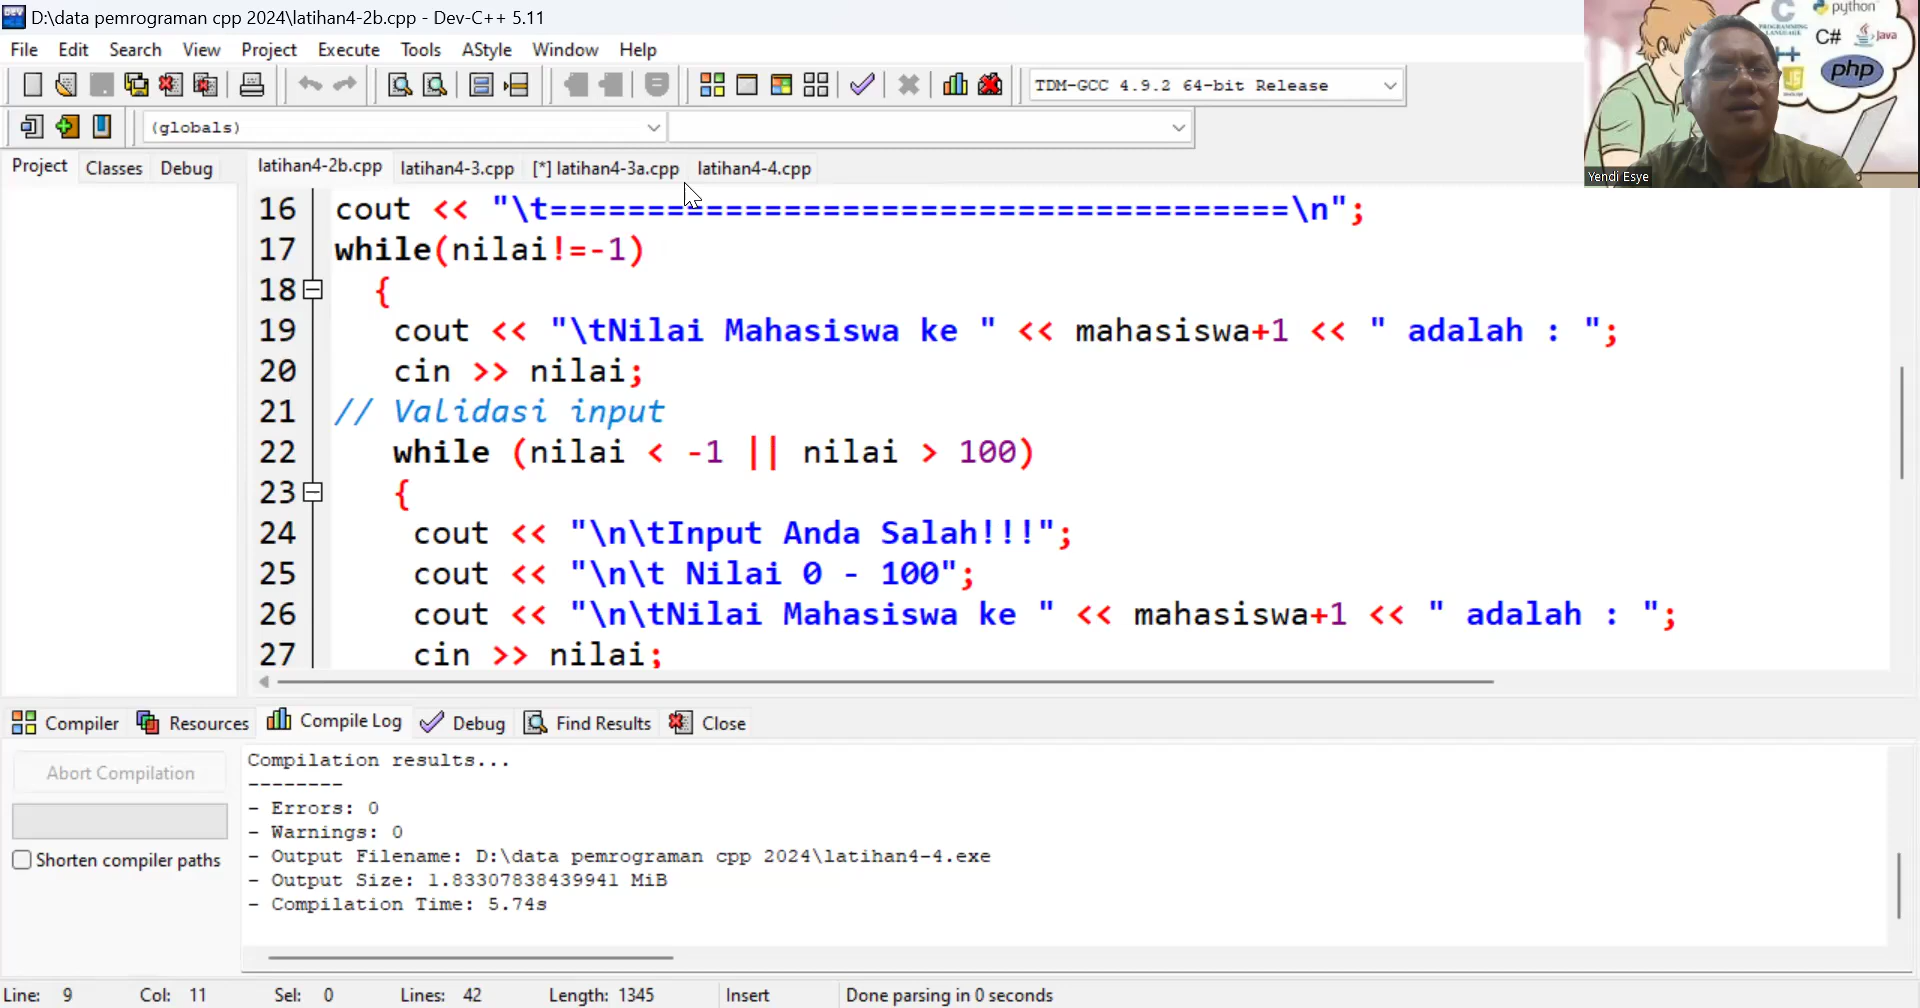 D:\data pemrograman cpp 2024\latihan4-2b.cpp - Dev-C++ 5.11
File Edit Search View Project Execute Tools AStyle Window Help
TDM-GCC 4.9.2 64-bit Release
(globals)
Project Classes Debug
latihan4-2b.cpp latihan4-3.cpp [*] latihan4-3a.cpp latihan4-4.cpp
PROGRAMMING LANGUAGE
python
C#
Java
++
JS
php
Yendi Esye
16 cout << "\t======================================\n";
17 while(nilai!=-1)
18 {
19 cout << "\tNilai Mahasiswa ke " << mahasiswa+1 << " adalah : ";
20 cin >> nilai;
21 // Validasi input
22 while (nilai < -1 || nilai > 100)
23 {
24 cout << "\n\tInput Anda Salah!!!";
25 cout << "\n\t Nilai 0 - 100";
26 cout << "\n\tNilai Mahasiswa ke " << mahasiswa+1 << " adalah : ";
27 cin >> nilai;
Compiler Resources Compile Log Debug Find Results Close
Abort Compilation
Shorten compiler paths
Compilation results...
--------
- Errors: 0
- Warnings: 0
- Output Filename: D:\data pemrograman cpp 2024\latihan4-4.exe
- Output Size: 1.83307838439941 MiB
- Compilation Time: 5.74s
Line: 9 Col: 11 Sel: 0 Lines: 42 Length: 1345 Insert Done parsing in 0 seconds